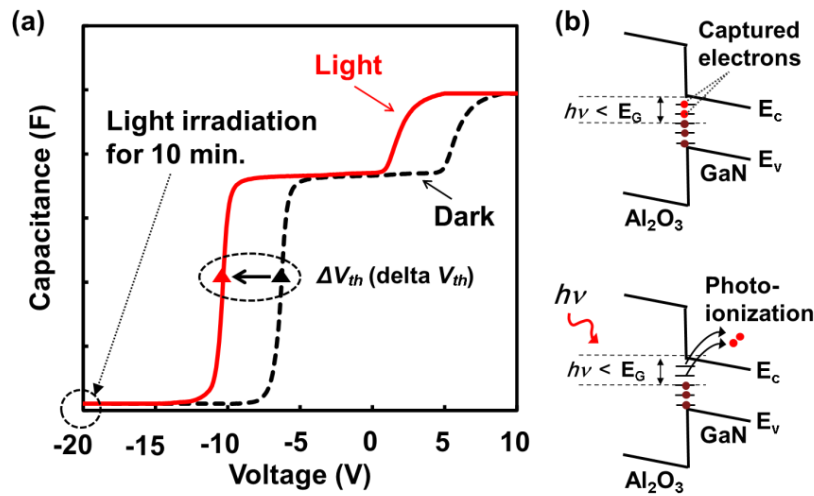 (a)
Capacitance (F)
Light
Light irradiation
for 10 min.
Dark
ΔVth (delta Vth)
-20
-15
-10
-5
0
5
10
Voltage (V)
(b)
Captured
electrons
hν < EG
EC
EV
GaN
Al2O3
hν
Photo-
ionization
hν < EG
EC
EV
GaN
Al2O3